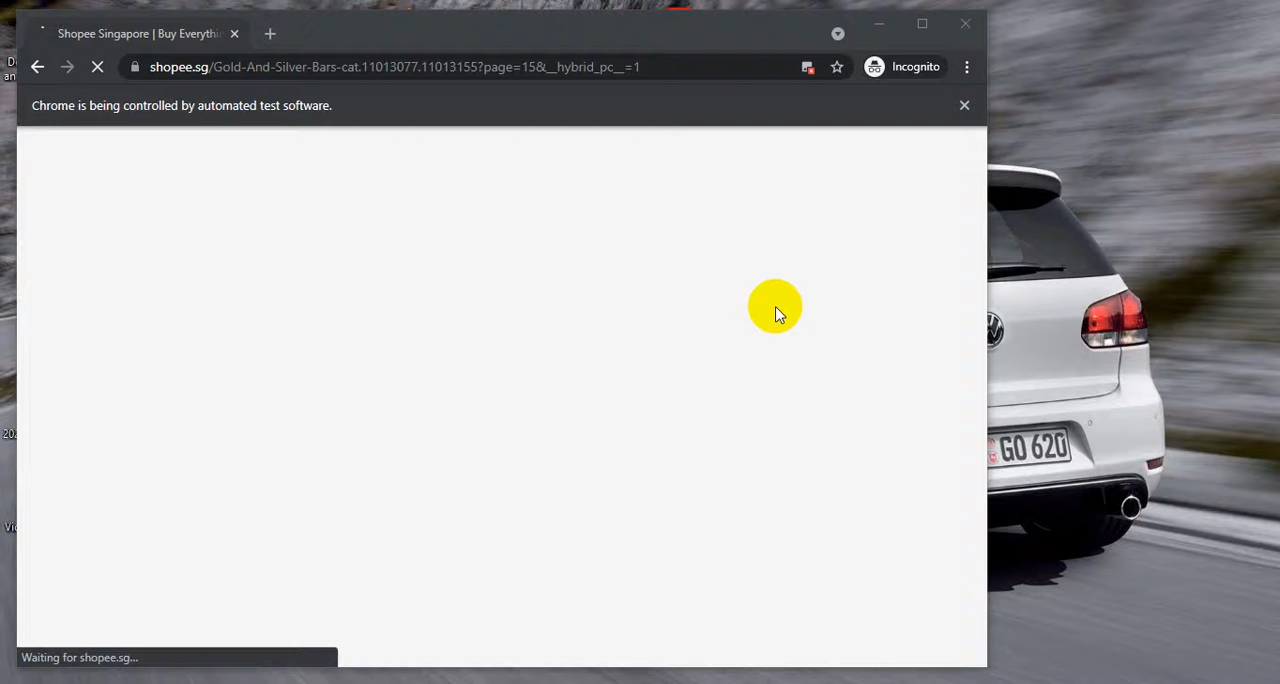 Shopee Singapore | Buy Everythi
shopee.sg/Gold-And-Silver-Bars-cat.11013077.11013155?page=15&__hybrid_pc__=1
Incognito
Chrome is being controlled by automated test software.
GO 620
Waiting for shopee.sg...